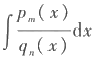 ∫ pₘ( x ) / qₙ( x ) dx